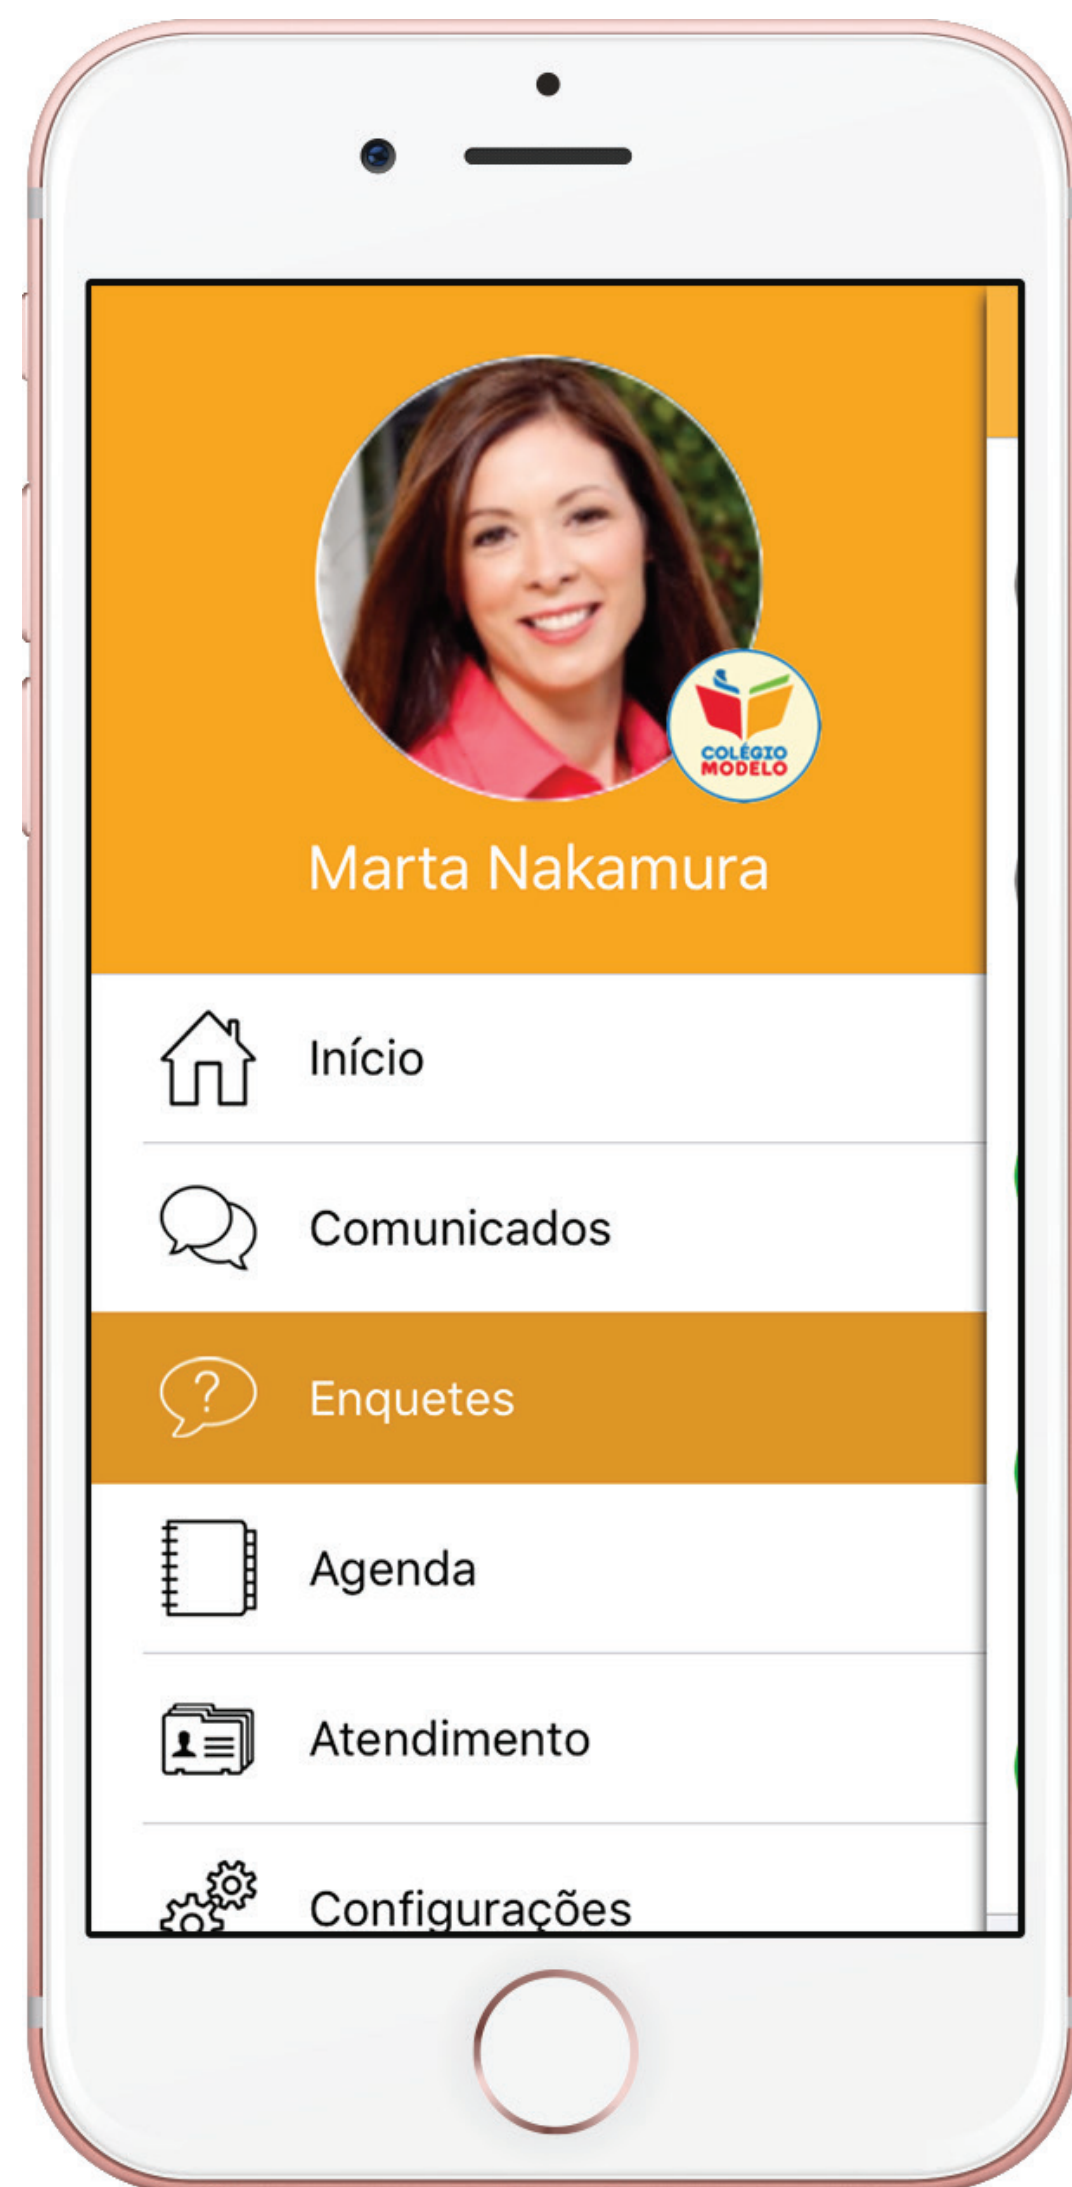 COLÉGIO
MODELO
Marta Nakamura
Início
Comunicados
?
Enquetes
Agenda
Atendimento
Configurações